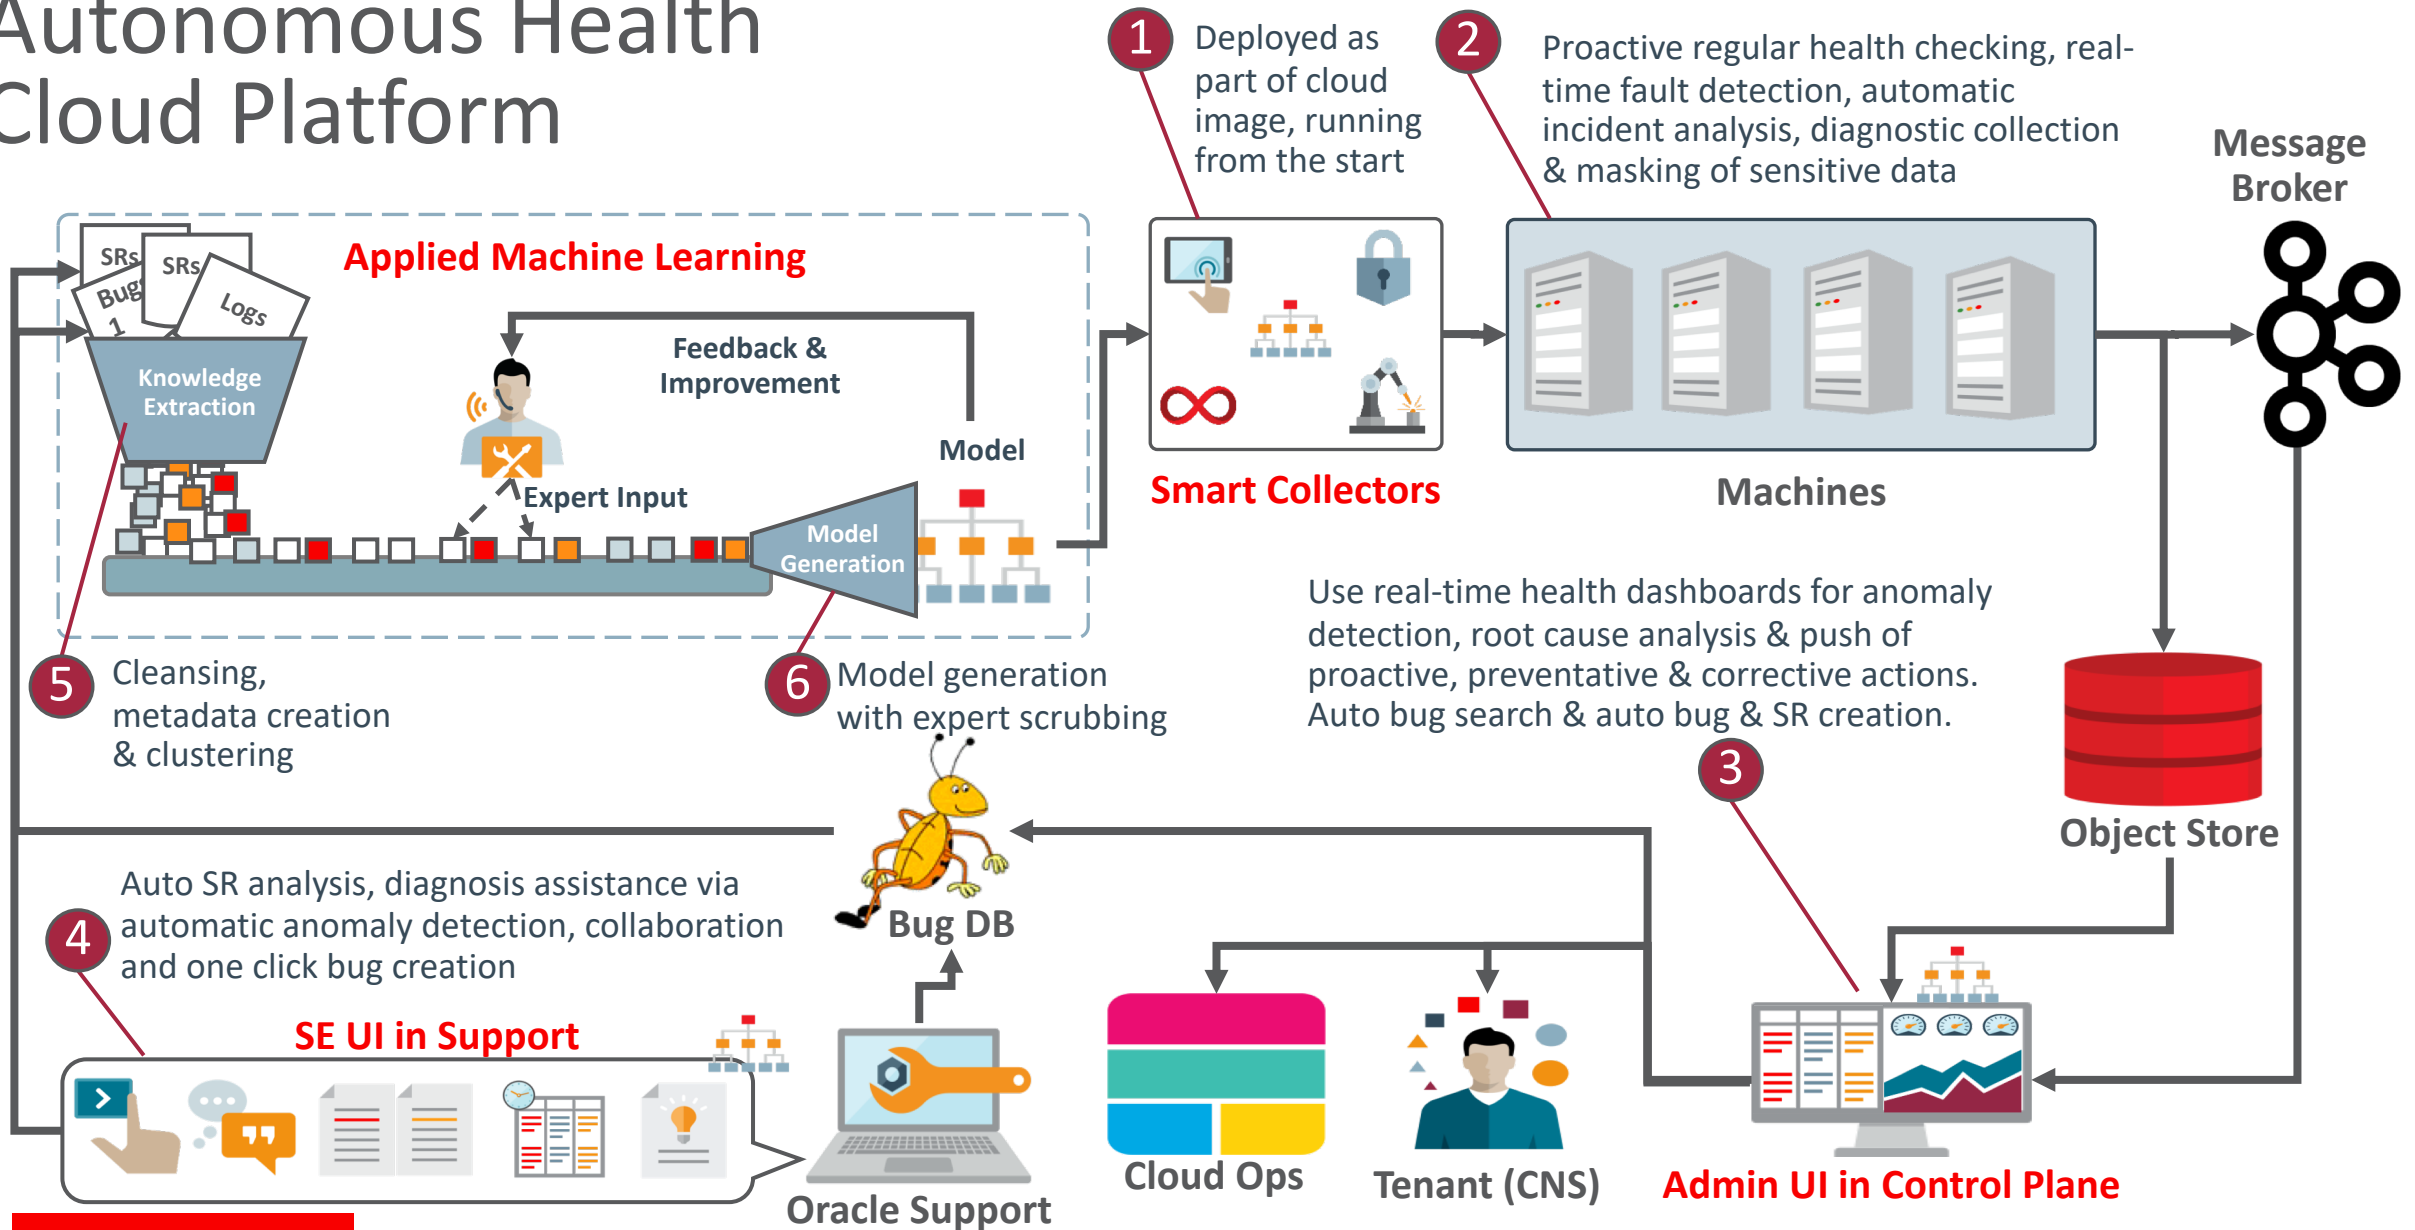 Autonomous Health
Cloud Platform
1
Deployed as
part of cloud
image, running
from the start
2
Proactive regular health checking, real-
time fault detection, automatic
incident analysis, diagnostic collection
& masking of sensitive data
Message
Broker
SRs
SRs
Bugs
1
Logs
Applied Machine Learning
Knowledge
Extraction
Feedback &
Improvement
Model
Expert Input
Model
Generation
Smart Collectors
Machines
5
Cleansing,
metadata creation
& clustering
6
Model generation
with expert scrubbing
Use real-time health dashboards for anomaly
detection, root cause analysis & push of
proactive, preventative & corrective actions.
Auto bug search & auto bug & SR creation.
3
Object Store
4
Auto SR analysis, diagnosis assistance via
automatic anomaly detection, collaboration
and one click bug creation
Bug DB
SE UI in Support
Oracle Support
Cloud Ops
Tenant (CNS)
Admin UI in Control Plane